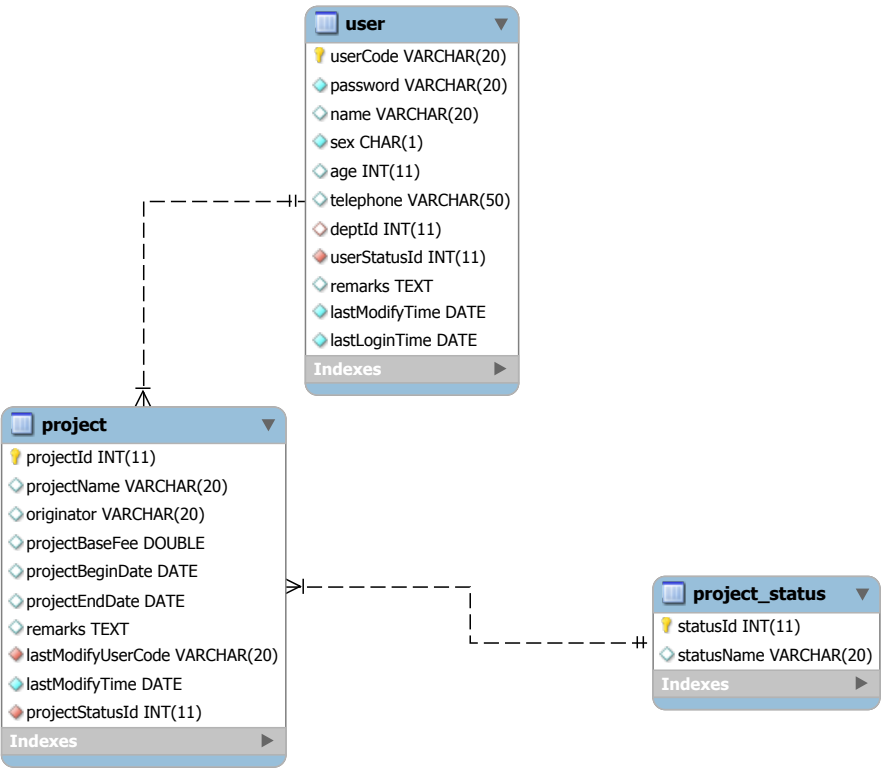 user
userCode VARCHAR(20)
password VARCHAR(20)
name VARCHAR(20)
sex CHAR(1)
age INT(11)
telephone VARCHAR(50)
deptId INT(11)
userStatusId INT(11)
remarks TEXT
lastModifyTime DATE
lastLoginTime DATE
Indexes
project
projectId INT(11)
projectName VARCHAR(20)
originator VARCHAR(20)
projectBaseFee DOUBLE
projectBeginDate DATE
projectEndDate DATE
remarks TEXT
lastModifyUserCode VARCHAR(20)
lastModifyTime DATE
projectStatusId INT(11)
Indexes
project_status
statusId INT(11)
statusName VARCHAR(20)
Indexes